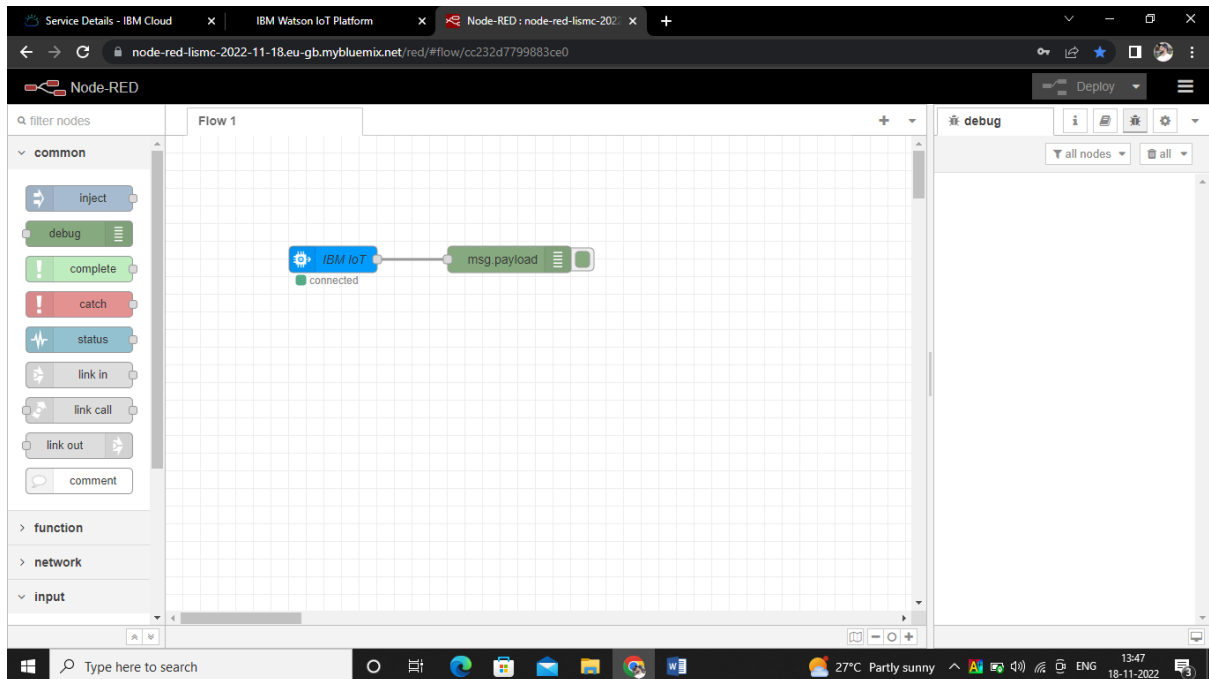 Service Details - IBM Cloud
IBM Watson IoT Platform
Node-RED : node-red-lismc-202
node-red-lismc-2022-11-18.eu-gb.mybluemix.net/red/#flow/cc232d7799883ce0
Node-RED
Deploy
filter nodes
Flow 1
debug
i
all nodes
all
common
inject
debug
complete
catch
status
link in
link call
link out
comment
function
network
input
IBM IoT
connected
msg.payload
Type here to search
27°C Partly sunny
ENG
13:47
18-11-2022
3